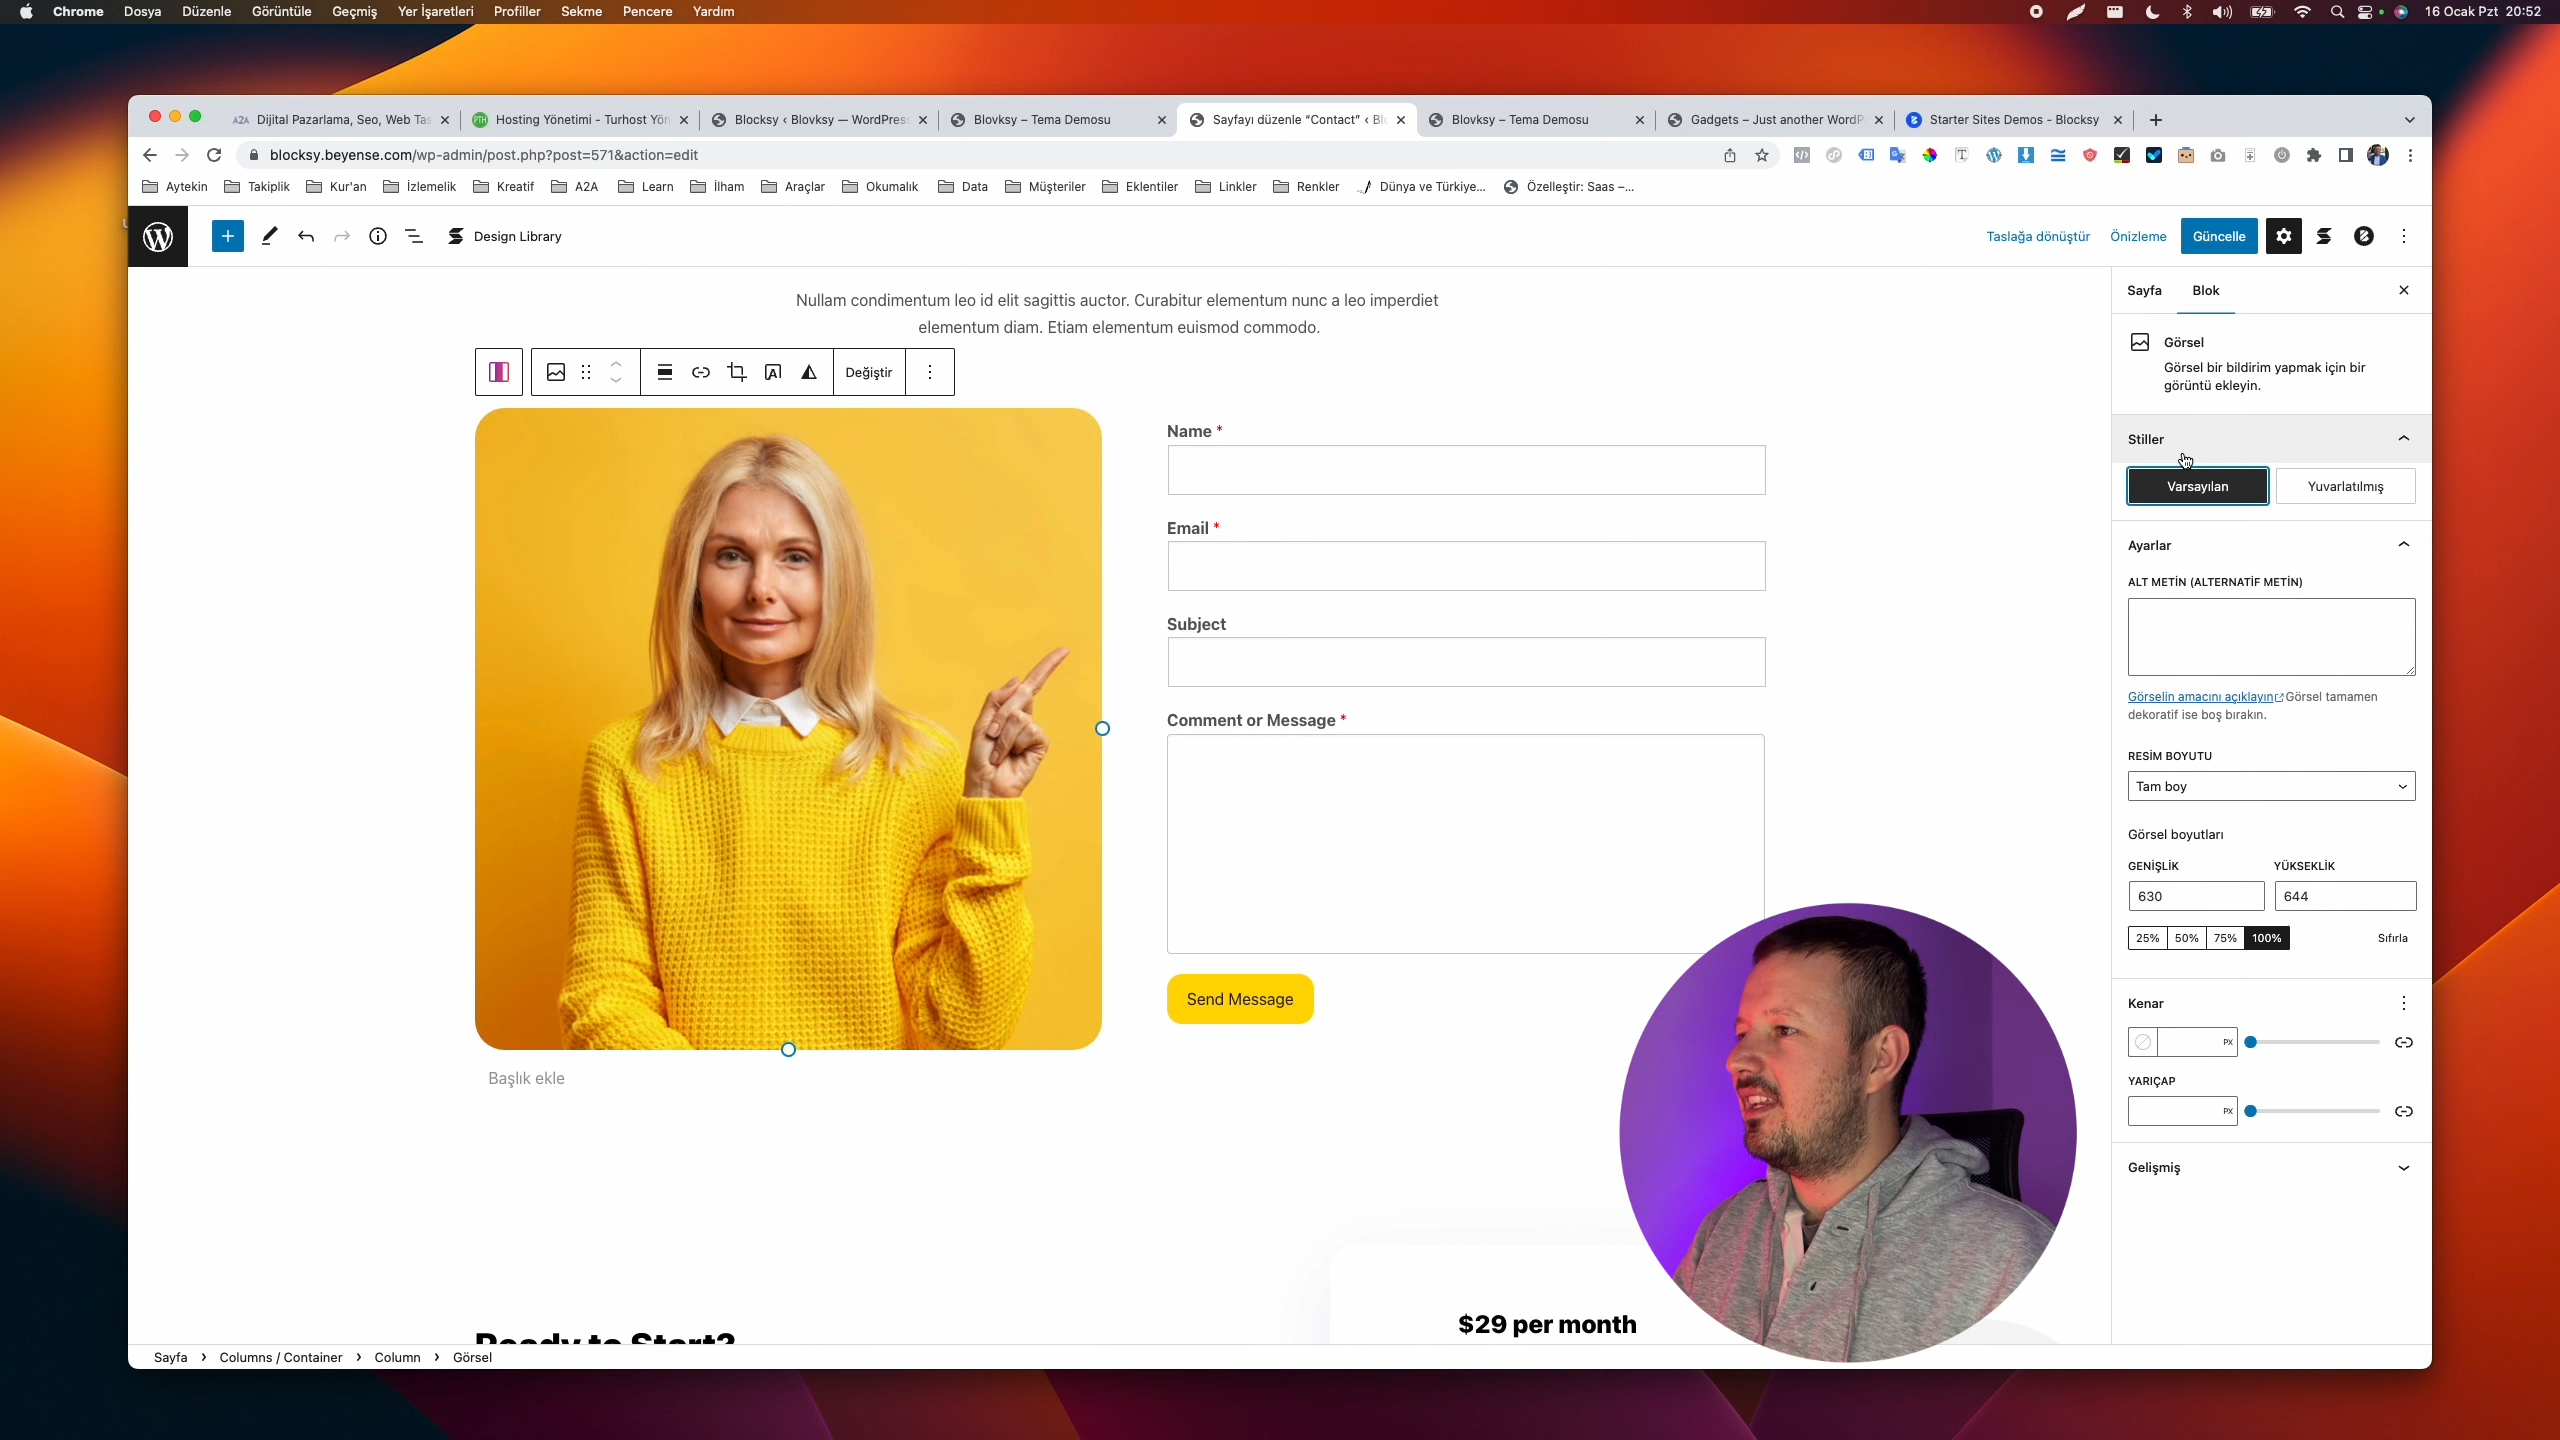 Chrome Dosya Düzenle Görüntüle Geçmiş Yer İşaretleri Profiller Sekme Pencere Yardım 16 Ocak Pzt 20:52
A2A Dijital Pazarlama, Seo, Web Tas PTH Hosting Yönetimi - Turhost Yön Blocksy ‹ Blovksy — WordPress Blovksy – Tema Demosu Sayfayı düzenle “Contact” ‹ Bl Blovksy – Tema Demosu Gadgets – Just another WordP Starter Sites Demos - Blocksy
blocksy.beyense.com/wp-admin/post.php?post=571&action=edit
Aytekin Takiplik Kur'an İzlemelik Kreatif A2A Learn İlham Araçlar Okumalık Data Müşteriler Eklentiler Linkler Renkler Dünya ve Türkiye... Özelleştir: Saas –...
Design Library Taslağa dönüştür Önizleme Güncelle
Nullam condimentum leo id elit sagittis auctor. Curabitur elementum nunc a leo imperdiet
elementum diam. Etiam elementum euismod commodo.
Değiştir
Name *
Email *
Subject
Comment or Message *
Send Message
Başlık ekle
Ready to Start?
$29 per month
Sayfa Blok
Görsel
Görsel bir bildirim yapmak için bir
görüntü ekleyin.
Stiller
Varsayılan Yuvarlatılmış
Ayarlar
ALT METİN (ALTERNATİF METİN)
Görselin amacını açıklayın Görsel tamamen
dekoratif ise boş bırakın.
RESİM BOYUTU
Tam boy
Görsel boyutları
GENİŞLİK YÜKSEKLİK
630 644
25% 50% 75% 100% Sıfırla
Kenar
PX
YARIÇAP
PX
Gelişmiş
Sayfa › Columns / Container › Column › Görsel